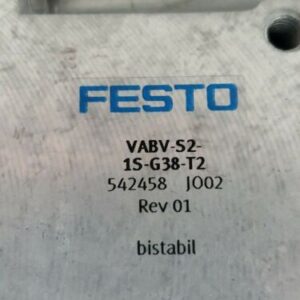 FESTO
VABV-S2-
1S-G38-T2
542458 J002
Rev 01
bistabil